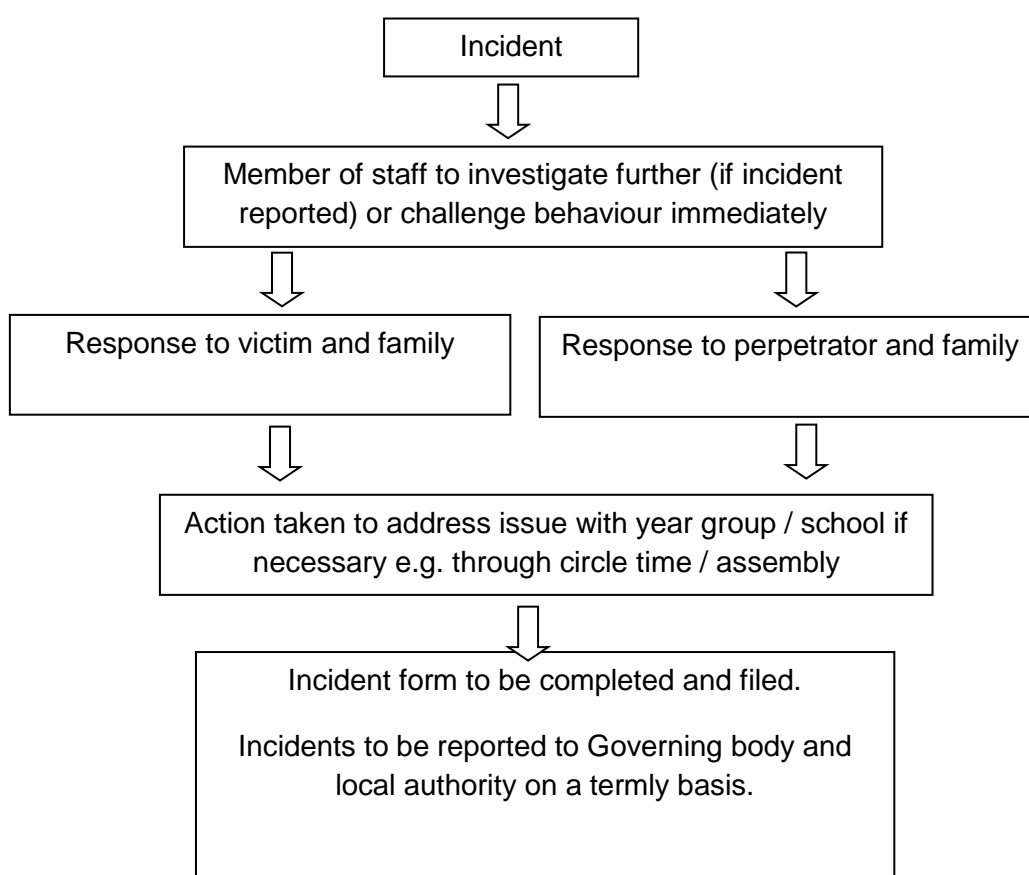 Incident
Member of staff to investigate further (if incident
reported) or challenge behaviour immediately
Response to victim and family
Response to perpetrator and family
Action taken to address issue with year group / school if
necessary e.g. through circle time / assembly
Incident form to be completed and filed.
Incidents to be reported to Governing body and
local authority on a termly basis.